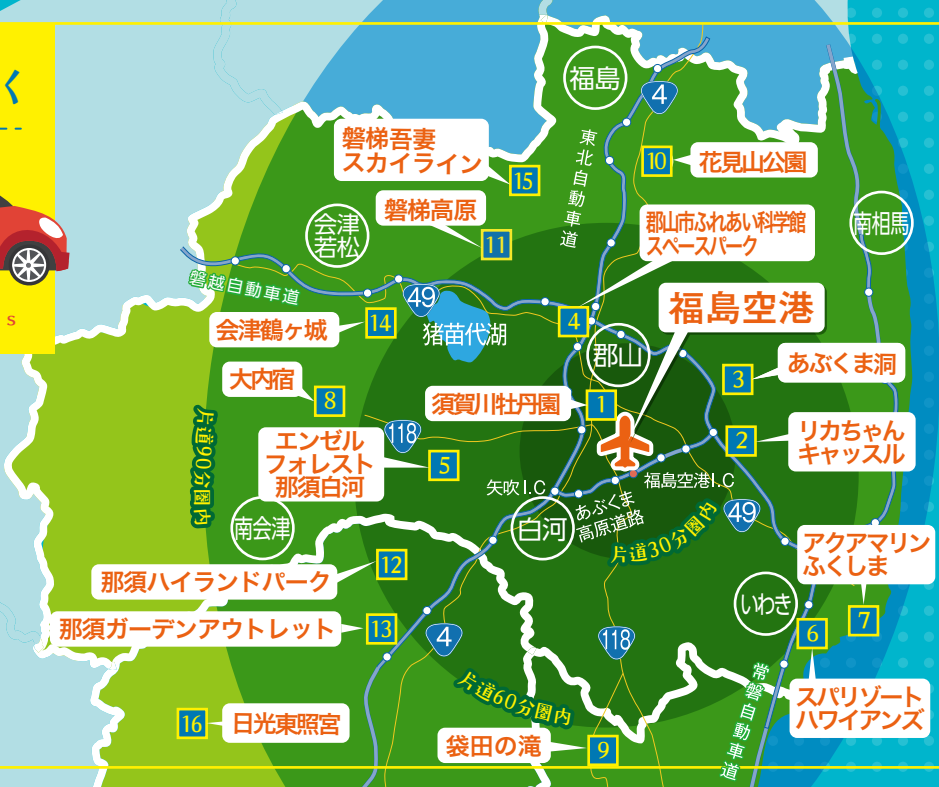 く
s
福島
4
磐梯吾妻
スカイライン
15
東北自動車道
10
花見山公園
磐梯高原
11
会津
若松
郡山市ふれあい科学館
スペースパーク
南相馬
磐越自動車道
49
福島空港
会津鶴ヶ城
14
猪苗代湖
4
郡山
3
あぶくま洞
大内宿
8
須賀川牡丹園
1
片道90分圏内
118
エンゼル
フォレスト
那須白河
5
2
リカちゃん
キャッスル
矢吹I.C
福島空港I.C
あぶくま
高原道路
白河
49
片道30分圏内
南会津
アクアマリン
ふくしま
那須ハイランドパーク
12
いわき
7
那須ガーデンアウトレット
13
4
118
6
片道60分圏内
常磐自動車道
スパリゾート
ハワイアンズ
16
日光東照宮
袋田の滝
9